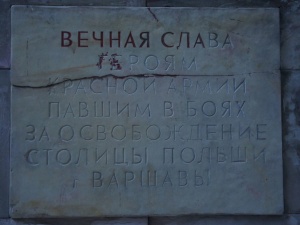 ВЕЧНАЯ СЛАВА
ГЕРОЯМ
КРАСНОЙ АРМИИ
ПАВШИМ В БОЯХ
ЗА ОСВОБОЖДЕНИЕ
СТОЛИЦЫ ПОЛЬШИ
ВАРШАВЫ